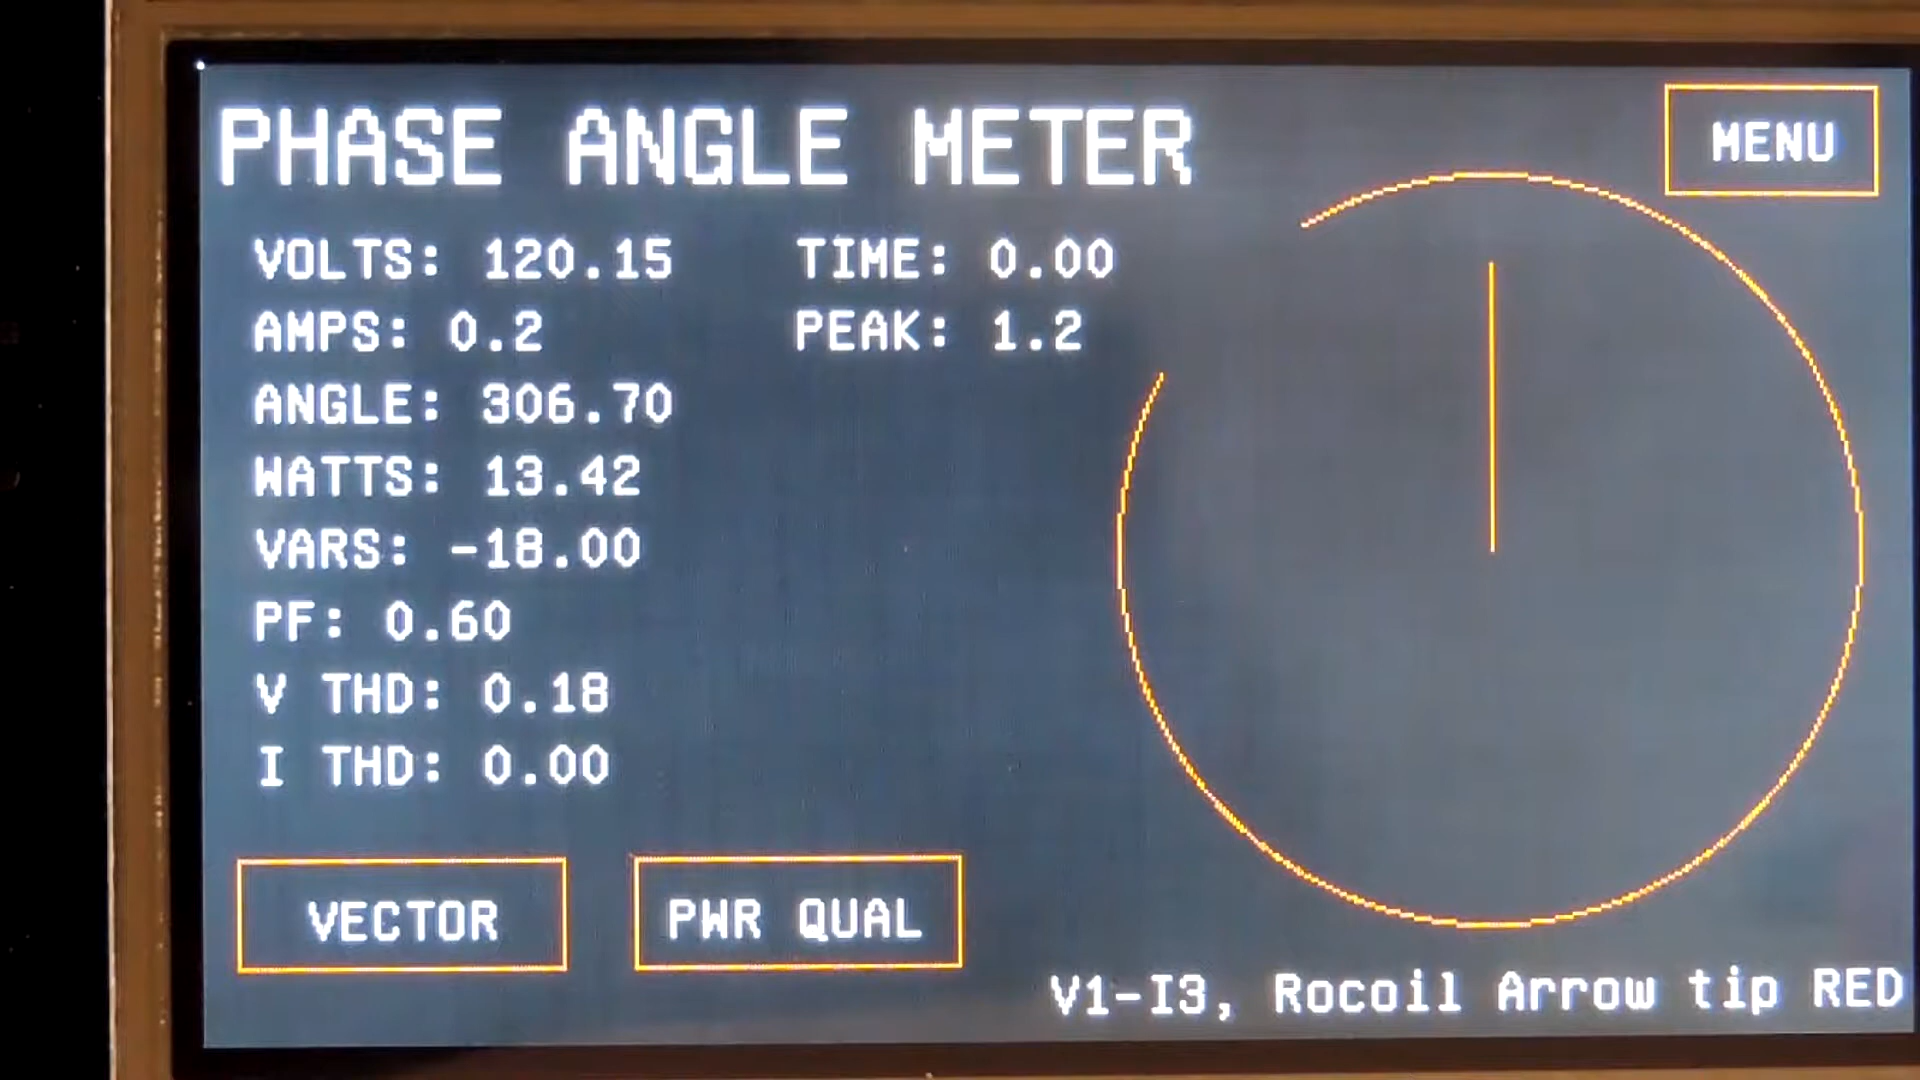 PHASE ANGLE METER
MENU
VOLTS: 120.15
TIME: 0.00
AMPS: 0.2
PEAK: 1.2
ANGLE: 306.70
WATTS: 13.42
VARS: -18.00
PF: 0.60
V THD: 0.18
I THD: 0.00
VECTOR
PWR QUAL
V1-I3, Rocoil Arrow tip RED